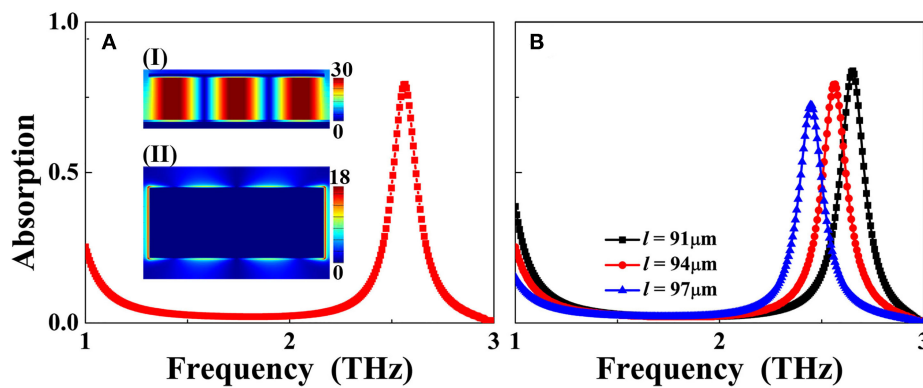 Absorption
1.0
0.5
0.0
A
(I)
30
0
(II)
18
0
1
2
3
Frequency (THz)
B
l = 91μm
l = 94μm
l = 97μm
1
2
3
Frequency (THz)